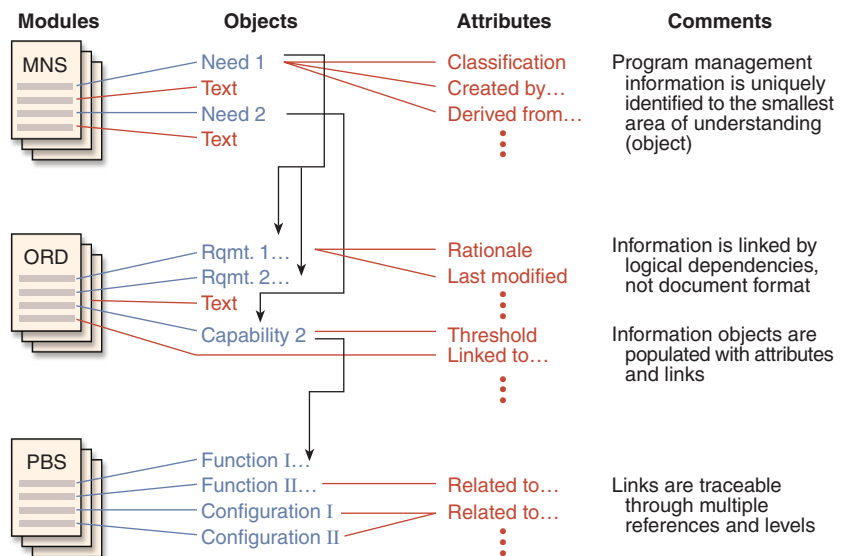 Modules
Objects
Attributes
Comments
MNS
Need 1
Text
Need 2
Text
Classification
Created by…
Derived from…
Program management
information is uniquely
identified to the smallest
area of understanding
(object)
ORD
Rqmt. 1…
Rqmt. 2…
Text
Capability 2
Rationale
Last modified
Threshold
Linked to…
Information is linked by
logical dependencies,
not document format
Information objects are
populated with attributes
and links
PBS
Function I…
Function II…
Configuration I
Configuration II
Related to…
Related to…
Links are traceable
through multiple
references and levels